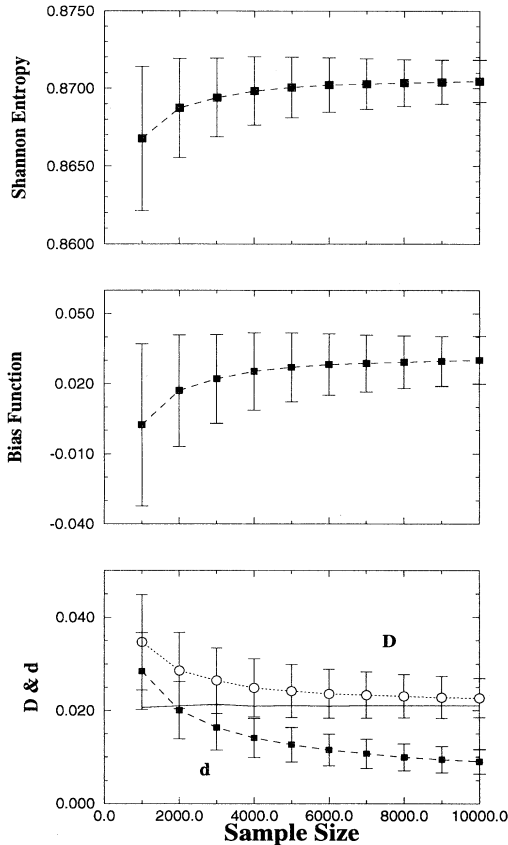 0.8750
0.8700
0.8650
0.8600
Shannon Entropy
0.050
0.020
-0.010
-0.040
Bias Function
0.040
0.020
0.000
D & d
D
d
0.0 2000.0 4000.0 6000.0 8000.0 10000.0
Sample Size